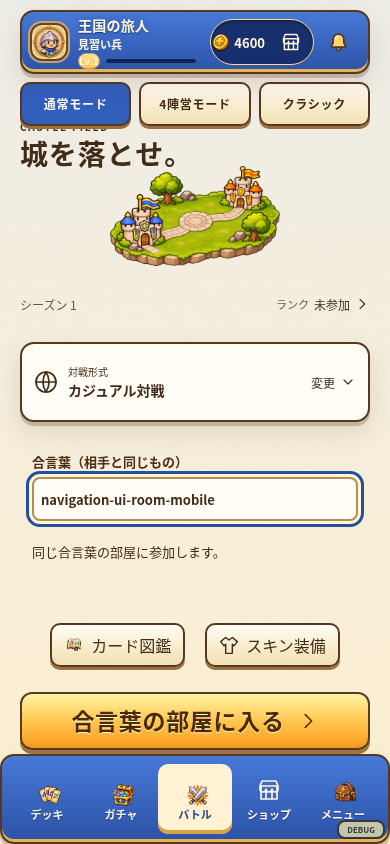 王国の旅人
見習い兵
Lv.1
4600
通常モード
4陣営モード
クラシック
城を落とせ。
シーズン 1
ランク 未参加
対戦形式
カジュアル対戦
変更
合言葉（相手と同じもの）
navigation-ui-room-mobile
同じ合言葉の部屋に参加します。
カード図鑑
スキン装備
合言葉の部屋に入る
デッキ
ガチャ
バトル
ショップ
メニュー
DEBUG